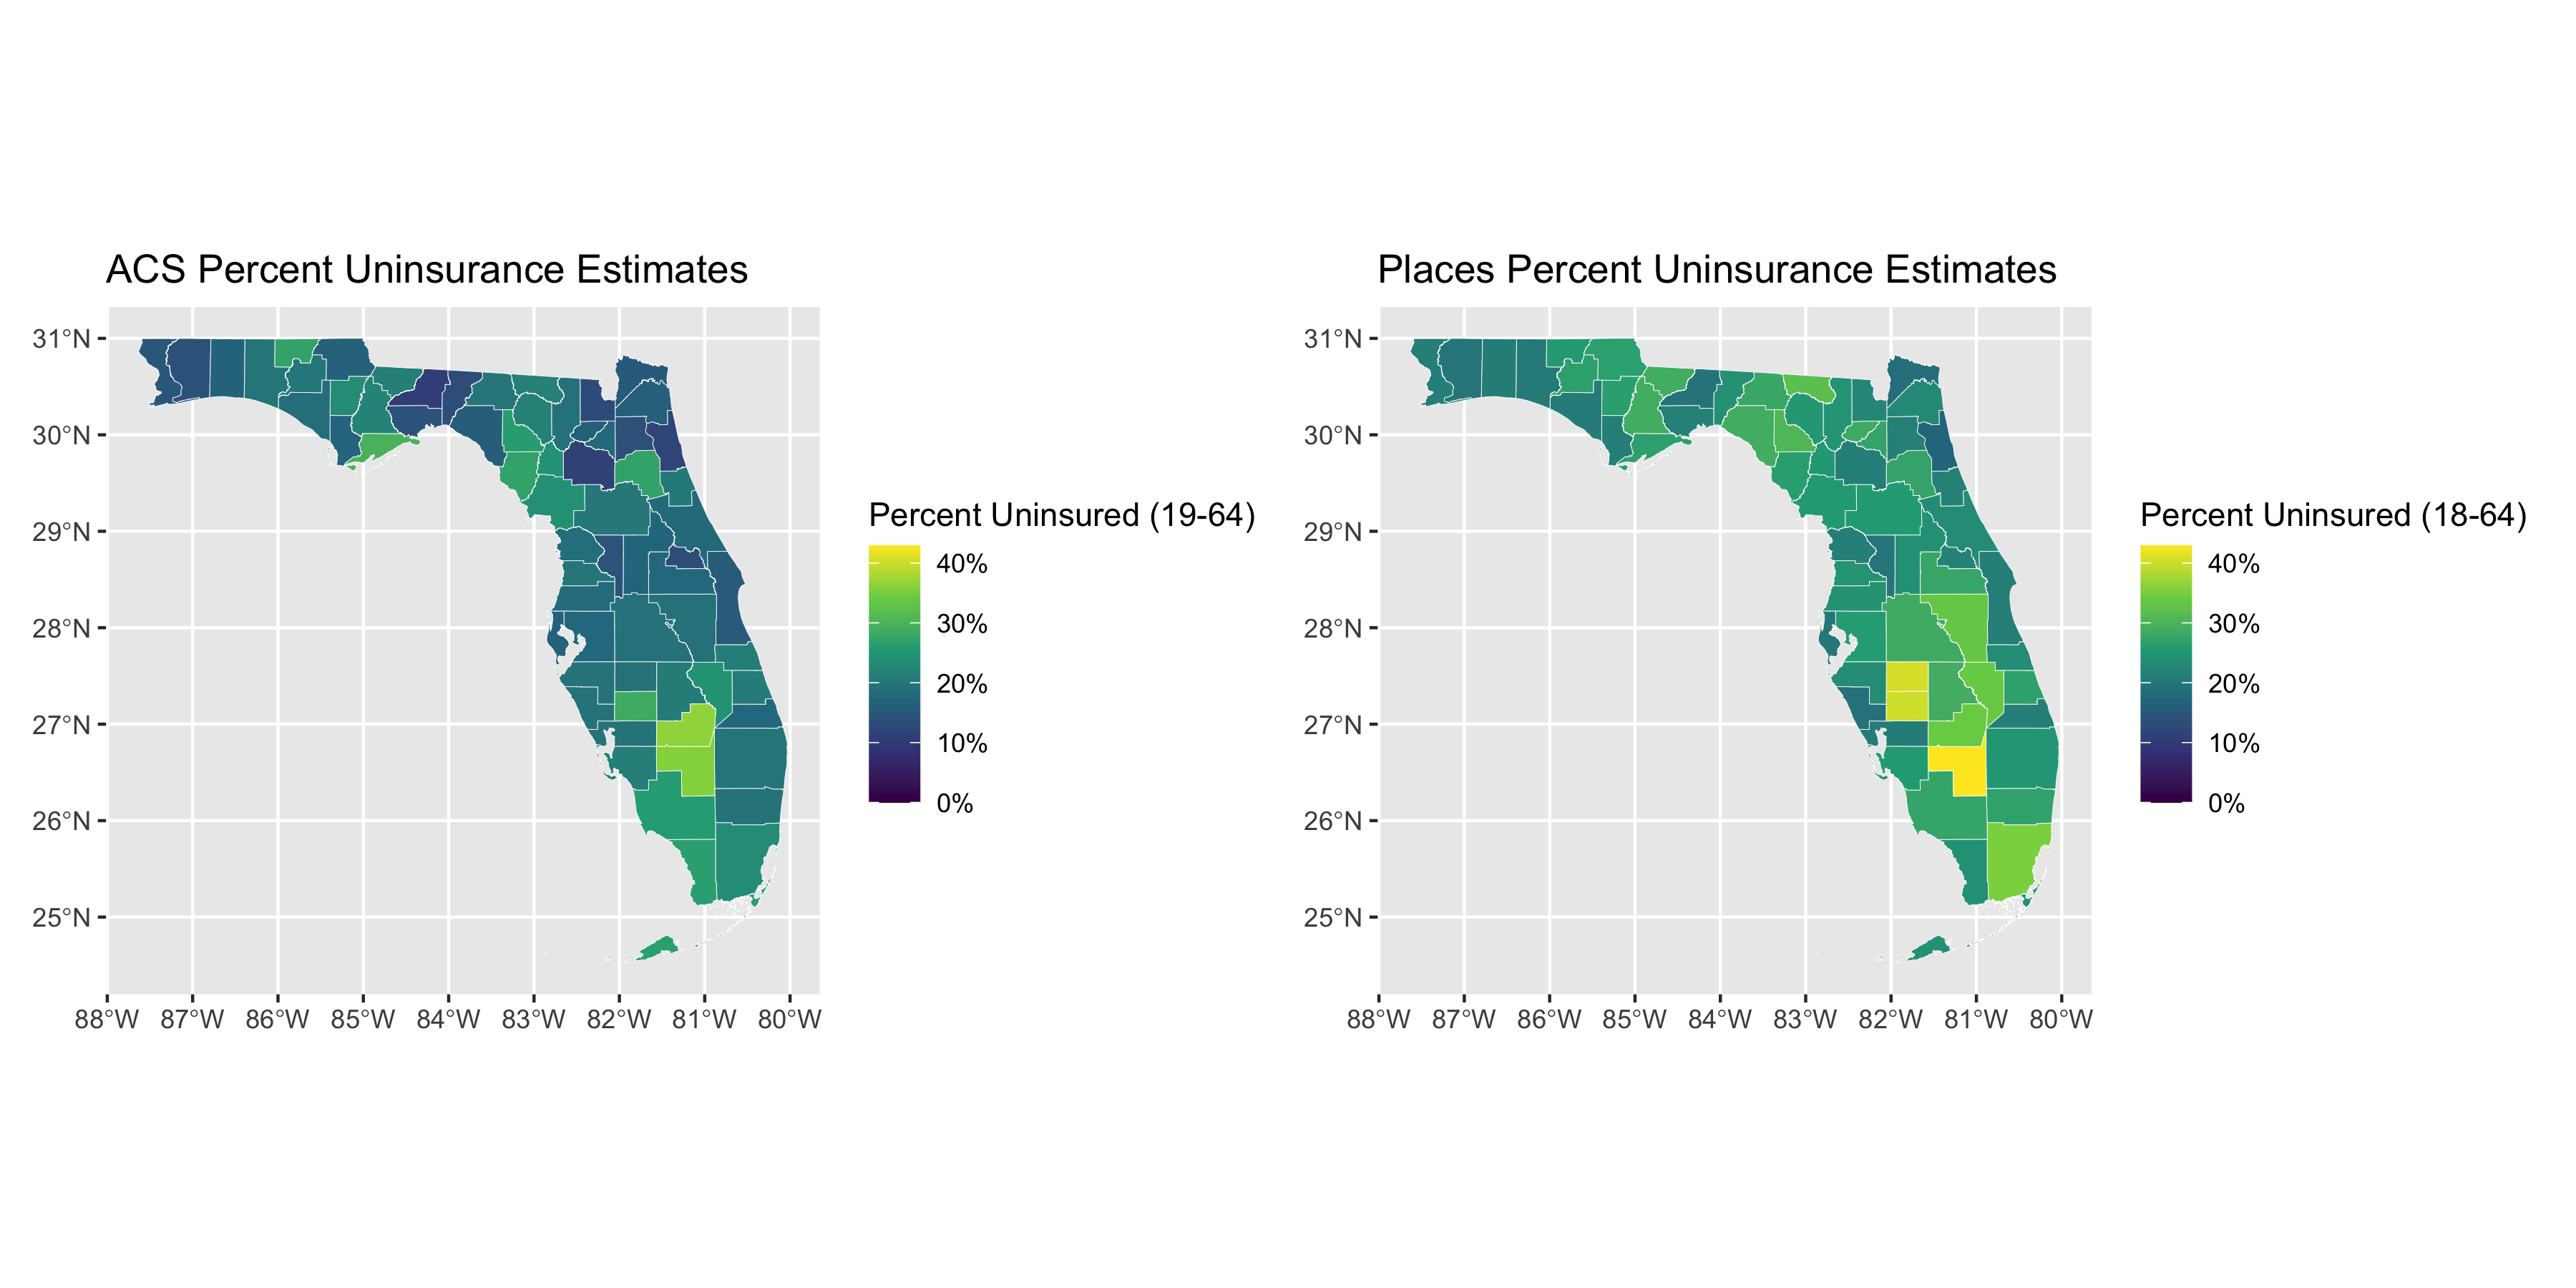 ACS Percent Uninsurance Estimates
31°N
30°N
29°N
28°N
27°N
26°N
25°N
88°W 87°W 86°W 85°W 84°W 83°W 82°W 81°W 80°W
Percent Uninsured (19-64)
40%
30%
20%
10%
0%
Places Percent Uninsurance Estimates
31°N
30°N
29°N
28°N
27°N
26°N
25°N
88°W 87°W 86°W 85°W 84°W 83°W 82°W 81°W 80°W
Percent Uninsured (18-64)
40%
30%
20%
10%
0%